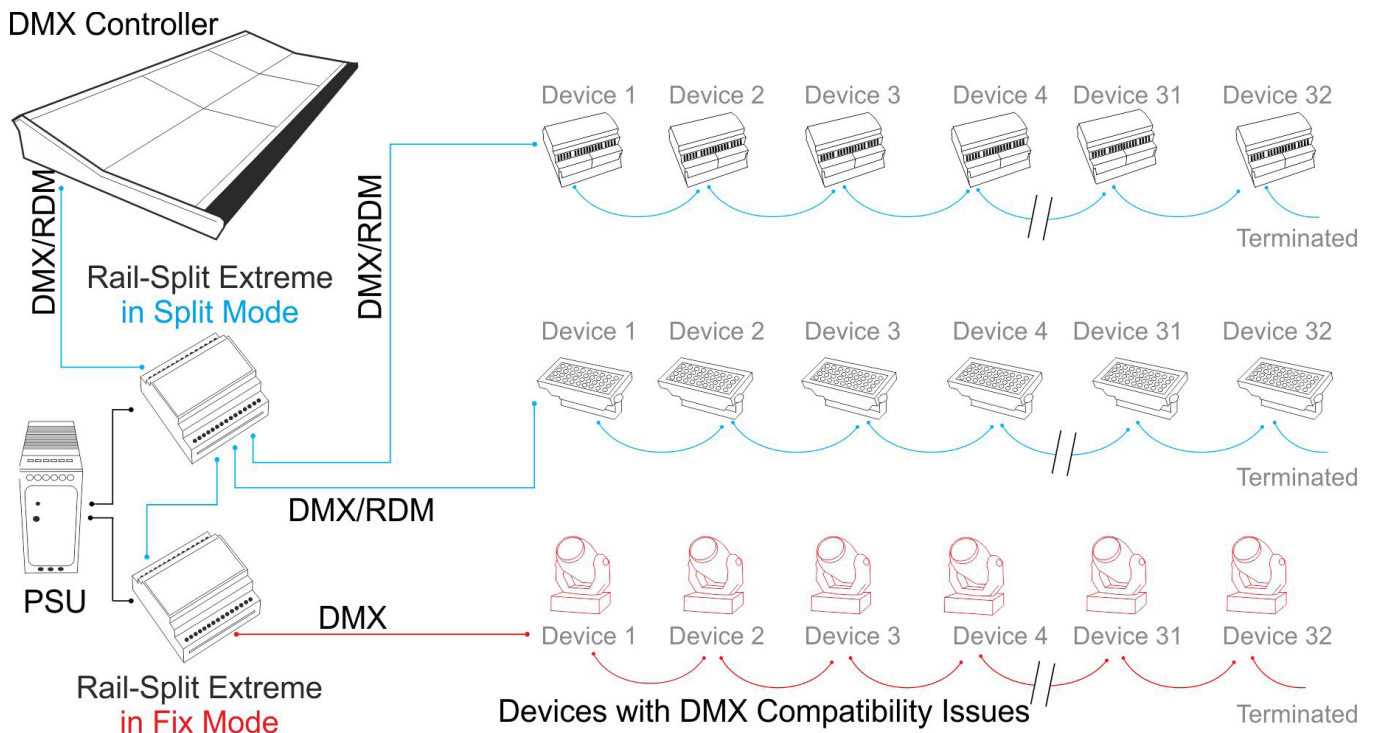 DMX Controller
Device 1 Device 2 Device 3 Device 4 Device 31 Device 32
DMX/RDM
DMX/RDM
Terminated
Rail-Split Extreme
in Split Mode
Device 1 Device 2 Device 3 Device 4 Device 31 Device 32
Terminated
DMX/RDM
PSU
DMX
Device 1 Device 2 Device 3 Device 4 Device 31 Device 32
Rail-Split Extreme
in Fix Mode
Devices with DMX Compatibility Issues
Terminated